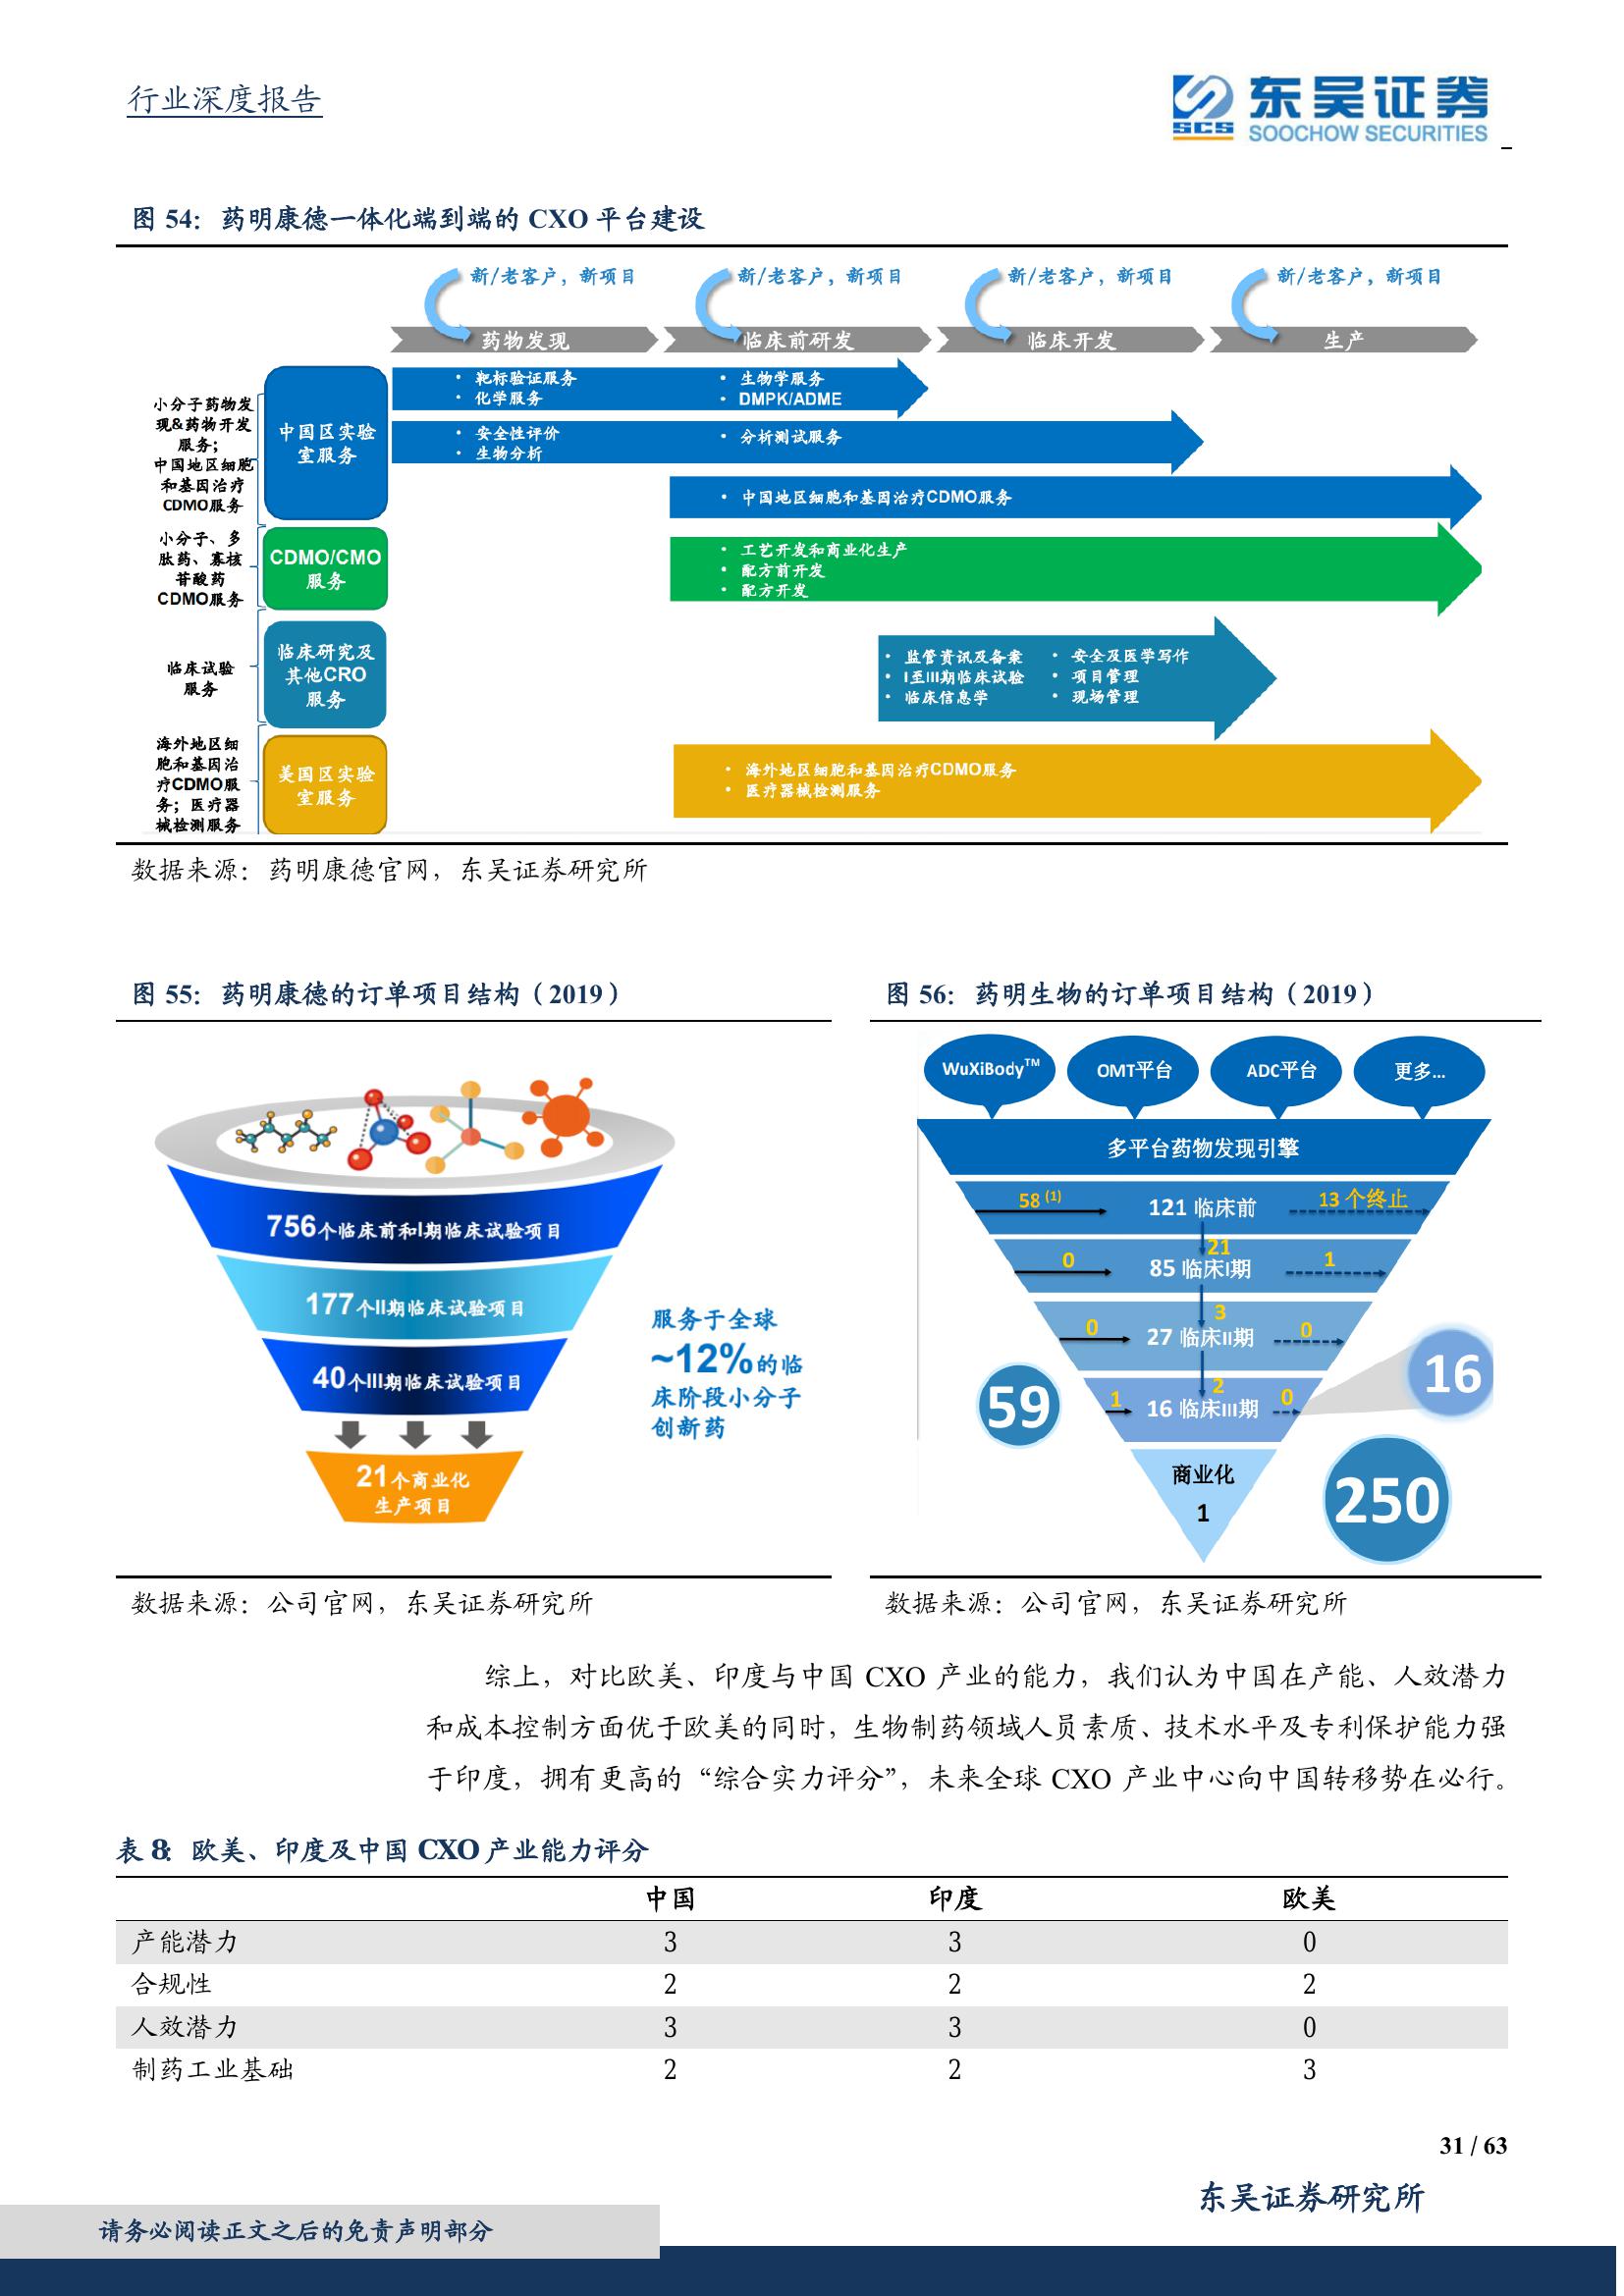 行业深度报告
东吴证券
SCS
SOOCHOW SECURITIES
图 54: 药明康德一体化端到端的 CXO 平台建设
新/老客户，新项目
新/老客户，新项目
新/老客户，新项目
新/老客户，新项目
药物发现
临床前研发
临床开发
生产
小分子药物发
现&药物开发
服务；
中国地区细胞
和基因治疗
CDMO服务
中国区实验
室服务
• 靶标验证服务
• 化学服务
• 生物学服务
• DMPK/ADME
• 安全性评价
• 生物分析
• 分析测试服务
• 中国地区细胞和基因治疗CDMO服务
小分子、多
肽药、寡核
苷酸药
CDMO服务
CDMO/CMO
服务
• 工艺开发和商业化生产
• 配方前开发
• 配方开发
临床试验
服务
临床研究及
其他CRO
服务
• 监管资讯及备案
• I至III期临床试验
• 临床信息学
• 安全及医学写作
• 项目管理
• 现场管理
海外地区细
胞和基因治
疗CDMO服
务；医疗器
械检测服务
美国区实验
室服务
• 海外地区细胞和基因治疗CDMO服务
• 医疗器械检测服务
数据来源：药明康德官网，东吴证券研究所
图 55: 药明康德的订单项目结构（2019）
756个临床前和I期临床试验项目
177个II期临床试验项目
40个III期临床试验项目
21个商业化
生产项目
服务于全球
~12%的临
床阶段小分子
创新药
数据来源：公司官网，东吴证券研究所
图 56: 药明生物的订单项目结构（2019）
WuXiBody™
OMT平台
ADC平台
更多...
多平台药物发现引擎
58 (1)
121 临床前
13 个终止
21
0
85 临床I期
1
3
0
27 临床II期
0
2
1
16 临床III期
0
16
59
商业化
1
250
数据来源：公司官网，东吴证券研究所
综上，对比欧美、印度与中国 CXO 产业的能力，我们认为中国在产能、人效潜力
和成本控制方面优于欧美的同时，生物制药领域人员素质、技术水平及专利保护能力强
于印度，拥有更高的“综合实力评分”，未来全球 CXO 产业中心向中国转移势在必行。
表 8: 欧美、印度及中国 CXO 产业能力评分
中国 印度 欧美
产能潜力 3 3 0
合规性 2 2 2
人效潜力 3 3 0
制药工业基础 2 2 3
31 / 63
东吴证券研究所
请务必阅读正文之后的免责声明部分